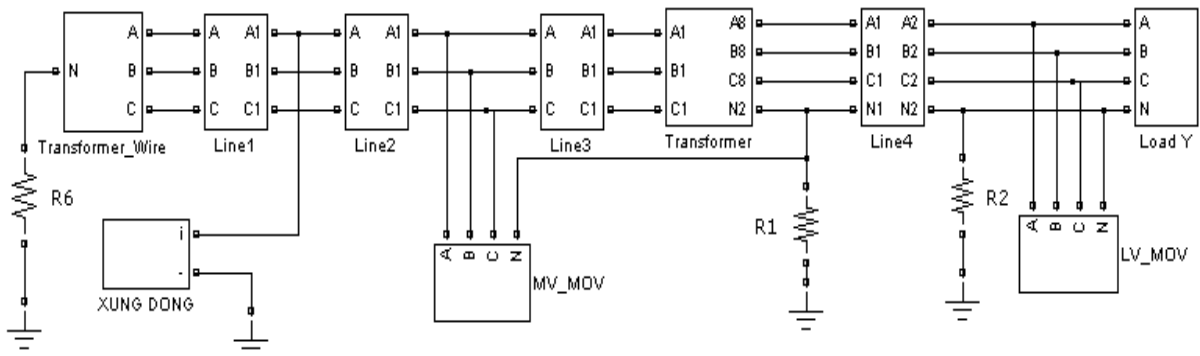 A A A1 A A1 A A1 A1 A8 A1 A2 A
N B B B1 B B1 B B1 B1 B8 B1 B2 B
C C C1 C C1 C C1 C1 C8 C1 C2 C
N2 N1 N2 N
Transformer_Wire Line1 Line2 Line3 Transformer Line4 Load Y
R6 R1 R2
i
-
XUNG DONG
A B C N
MV_MOV
A B C N
LV_MOV